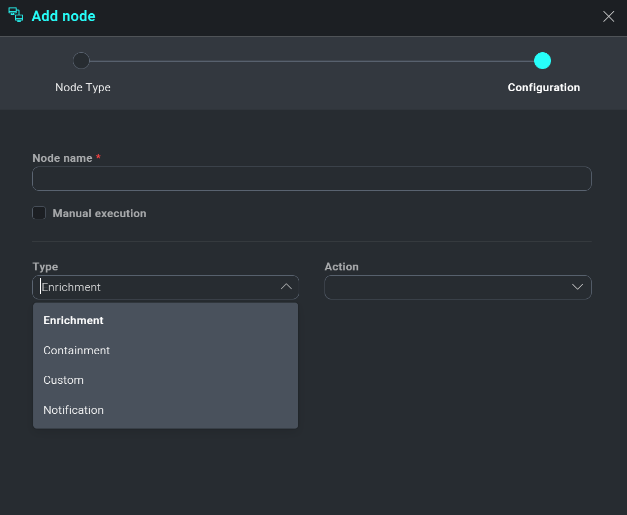 Add node
Node Type
Configuration
Node name *
Manual execution
Type
Action
Enrichment
Enrichment
Containment
Custom
Notification